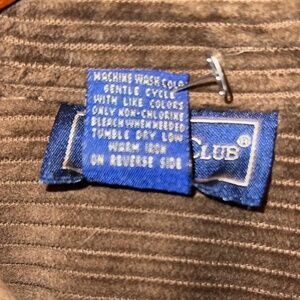 MACHINE WASH COLD
GENTLE CYCLE
WITH LIKE COLORS
ONLY NON-CHLORINE
BLEACH WHEN NEEDED
TUMBLE DRY LOW
WARM IRON
ON REVERSE SIDE
CLUB®